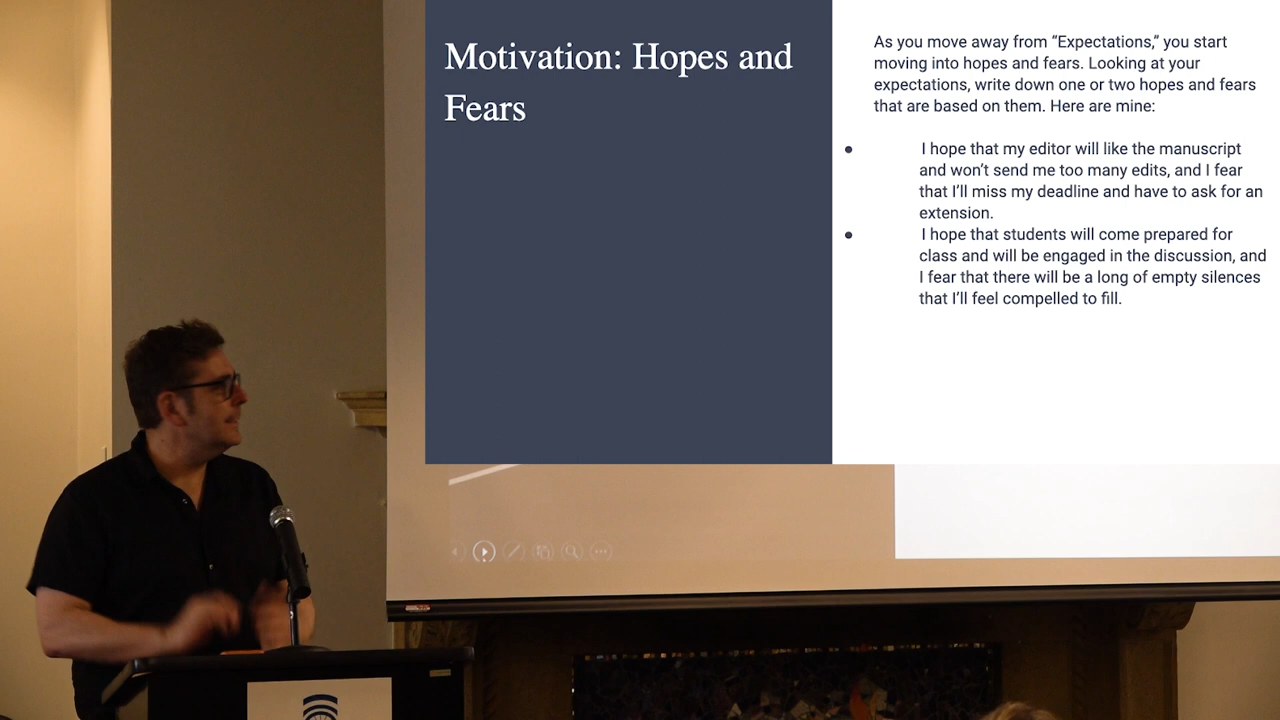 Motivation: Hopes and
Fears
As you move away from “Expectations,” you start
moving into hopes and fears. Looking at your
expectations, write down one or two hopes and fears
that are based on them. Here are mine:
● I hope that my editor will like the manuscript
and won’t send me too many edits, and I fear
that I’ll miss my deadline and have to ask for an
extension.
● I hope that students will come prepared for
class and will be engaged in the discussion, and
I fear that there will be a long of empty silences
that I’ll feel compelled to fill.